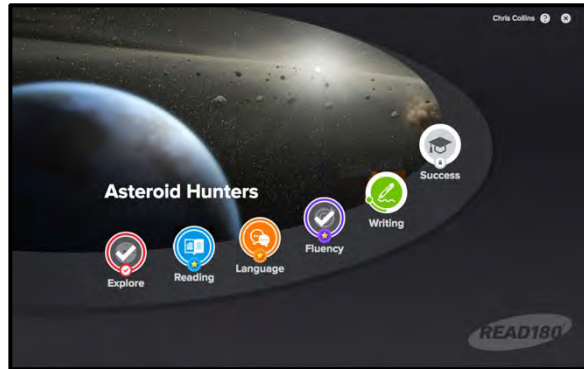 Chris Collins ?
Asteroid Hunters
Success
Writing
Fluency
Language
Reading
Explore
READ180